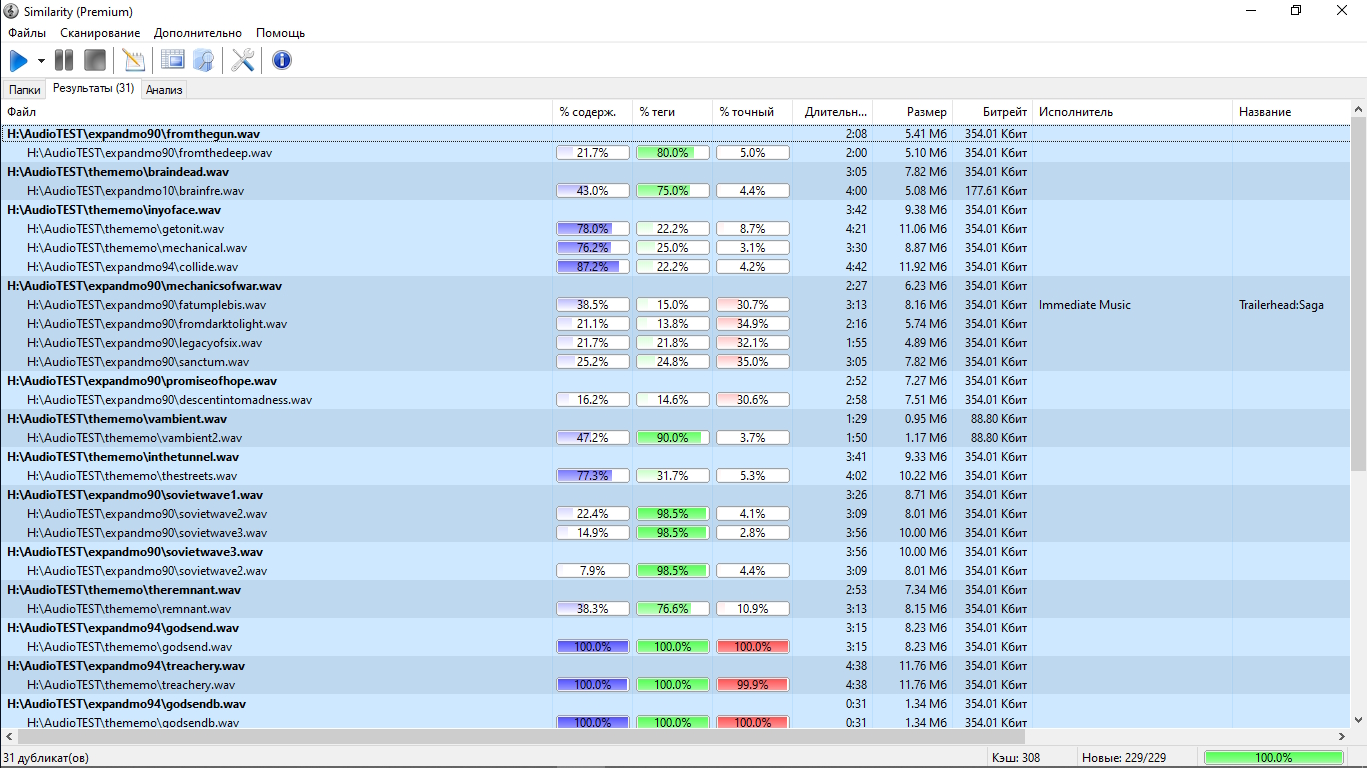 Similarity (Premium)
Файлы Сканирование Дополнительно Помощь
Папки Результаты (31) Анализ
Файл % содерж. % теги % точный Длительн... Размер Битрейт Исполнитель Название
H:\AudioTEST\expandmo90\fromthegun.wav 2:08 5.41 Мб 354.01 Кбит
H:\AudioTEST\expandmo90\fromthedeep.wav 21.7% 80.0% 5.0% 2:00 5.10 Мб 354.01 Кбит
H:\AudioTEST\thememo\braindead.wav 3:05 7.82 Мб 354.01 Кбит
H:\AudioTEST\expandmo10\brainfre.wav 43.0% 75.0% 4.4% 4:00 5.08 Мб 177.61 Кбит
H:\AudioTEST\thememo\inyoface.wav 3:42 9.38 Мб 354.01 Кбит
H:\AudioTEST\thememo\getonit.wav 78.0% 22.2% 8.7% 4:21 11.06 Мб 354.01 Кбит
H:\AudioTEST\thememo\mechanical.wav 76.2% 25.0% 3.1% 3:30 8.87 Мб 354.01 Кбит
H:\AudioTEST\expandmo94\collide.wav 87.2% 22.2% 4.2% 4:42 11.92 Мб 354.01 Кбит
H:\AudioTEST\expandmo90\mechanicsofwar.wav 2:27 6.23 Мб 354.01 Кбит
H:\AudioTEST\expandmo90\fatumplebis.wav 38.5% 15.0% 30.7% 3:13 8.16 Мб 354.01 Кбит Immediate Music Trailerhead:Saga
H:\AudioTEST\expandmo90\fromdarktolight.wav 21.1% 13.8% 34.9% 2:16 5.74 Мб 354.01 Кбит
H:\AudioTEST\expandmo90\legacyofsix.wav 21.7% 21.8% 32.1% 1:55 4.89 Мб 354.01 Кбит
H:\AudioTEST\expandmo90\sanctum.wav 25.2% 24.8% 35.0% 3:05 7.82 Мб 354.01 Кбит
H:\AudioTEST\expandmo90\promiseofhope.wav 2:52 7.27 Мб 354.01 Кбит
H:\AudioTEST\expandmo90\descentintomadness.wav 16.2% 14.6% 30.6% 2:58 7.51 Мб 354.01 Кбит
H:\AudioTEST\thememo\vambient.wav 1:29 0.95 Мб 88.80 Кбит
H:\AudioTEST\thememo\vambient2.wav 47.2% 90.0% 3.7% 1:50 1.17 Мб 88.80 Кбит
H:\AudioTEST\thememo\inthetunnel.wav 3:41 9.33 Мб 354.01 Кбит
H:\AudioTEST\thememo\thestreets.wav 77.3% 31.7% 5.3% 4:02 10.22 Мб 354.01 Кбит
H:\AudioTEST\expandmo90\sovietwave1.wav 3:26 8.71 Мб 354.01 Кбит
H:\AudioTEST\expandmo90\sovietwave2.wav 22.4% 98.5% 4.1% 3:09 8.01 Мб 354.01 Кбит
H:\AudioTEST\expandmo90\sovietwave3.wav 14.9% 98.5% 2.8% 3:56 10.00 Мб 354.01 Кбит
H:\AudioTEST\expandmo90\sovietwave3.wav 3:56 10.00 Мб 354.01 Кбит
H:\AudioTEST\expandmo90\sovietwave2.wav 7.9% 98.5% 4.4% 3:09 8.01 Мб 354.01 Кбит
H:\AudioTEST\thememo\theremnant.wav 2:53 7.34 Мб 354.01 Кбит
H:\AudioTEST\thememo\remnant.wav 38.3% 76.6% 10.9% 3:13 8.15 Мб 354.01 Кбит
H:\AudioTEST\expandmo94\godsend.wav 3:15 8.23 Мб 354.01 Кбит
H:\AudioTEST\thememo\godsend.wav 100.0% 100.0% 100.0% 3:15 8.23 Мб 354.01 Кбит
H:\AudioTEST\expandmo94\treachery.wav 4:38 11.76 Мб 354.01 Кбит
H:\AudioTEST\thememo\treachery.wav 100.0% 100.0% 99.9% 4:38 11.76 Мб 354.01 Кбит
H:\AudioTEST\expandmo94\godsendb.wav 0:31 1.34 Мб 354.01 Кбит
H:\AudioTEST\thememo\godsendb.wav 100.0% 100.0% 100.0% 0:31 1.34 Мб 354.01 Кбит
31 дубликат(ов) Кэш: 308 Новые: 229/229 100.0%